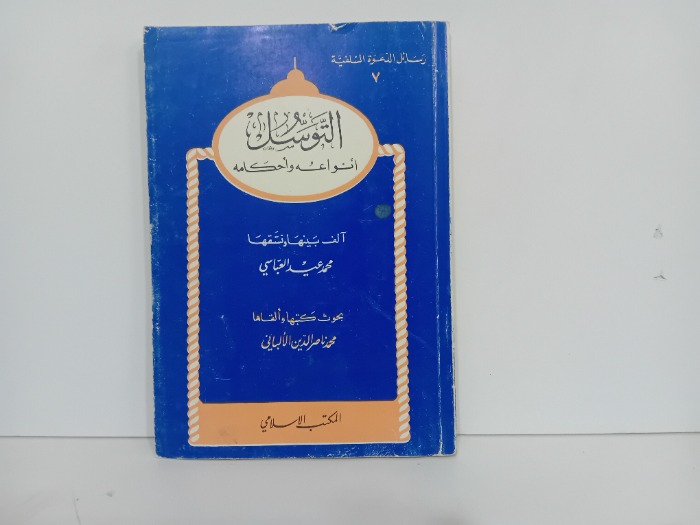 رسائل الدعوة السلفية
٧
التوسل
أنواعه وأحكامه
ألف بينها ونسقها
محمد عيد العباسي
بحوث كتبها وألقاها
محمد ناصر الدين الألباني
المكتب الإسلامي